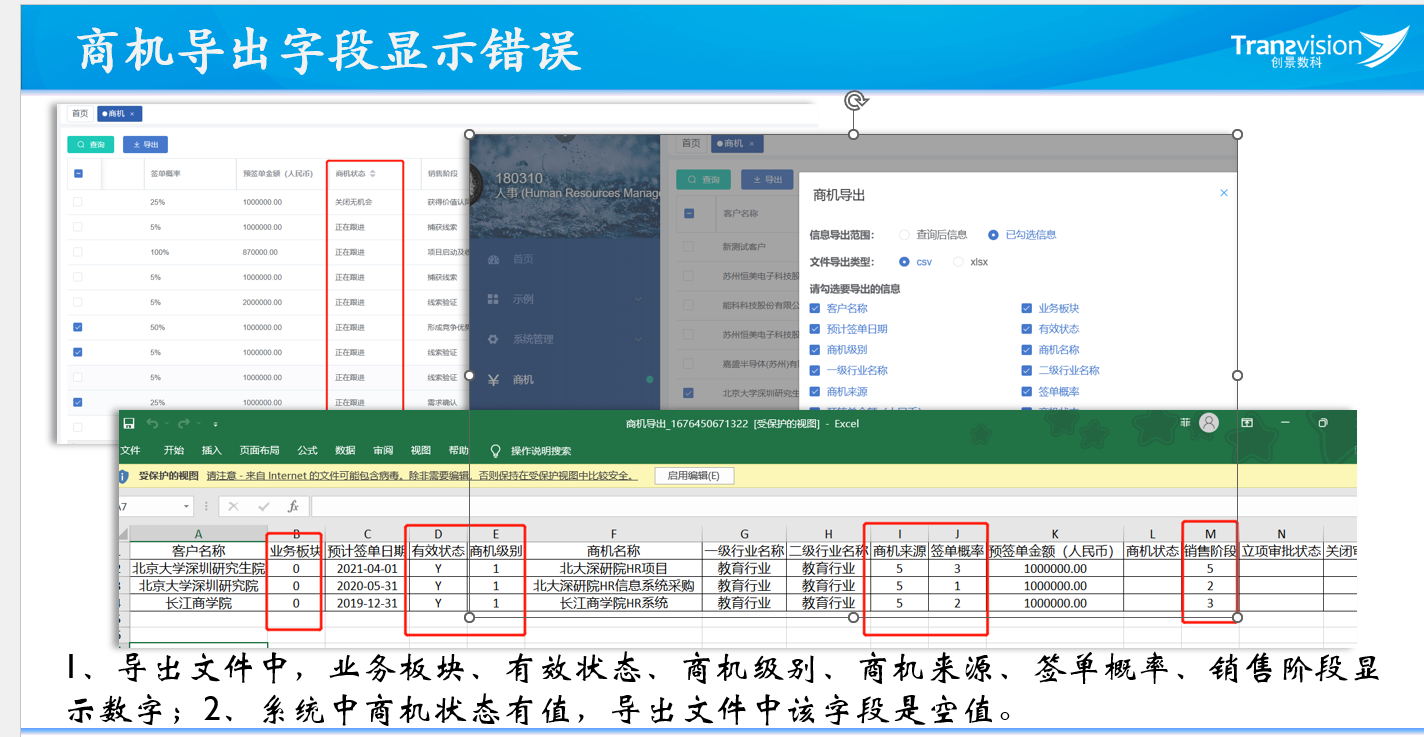 商机导出字段显示错误
Tranzvision
创景数科
首页 ●商机 ×
查询 导出
签单概率 预签单金额（人民币） 商机状态 销售阶段
25% 1000000.00 关闭无机会 获得价值认同
5% 1000000.00 正在跟进 捕获线索
100% 870000.00 正在跟进 项目启动及
5% 1000000.00 正在跟进 捕获线索
5% 2000000.00 正在跟进 线索验证
50% 1000000.00 正在跟进 形成竞争优
5% 1000000.00 正在跟进 线索验证
5% 1000000.00 正在跟进 线索验证
25% 1000000.00 正在跟进 需求确认
180310
人事 (Human Resources Manag
首页
示例
系统管理
商机
首页 ●商机 ×
查询 导出
客户名称
新测试客户
苏州恒美电子科技股
能科科技股份有限公
苏州恒美电子科技股
嘉盛半导体(苏州)有
北京大学深圳研究生
商机导出 ×
信息导出范围： 查询后信息 已勾选信息
文件导出类型： csv xlsx
请勾选要导出的信息
客户名称 业务板块
预计签单日期 有效状态
商机级别 商机名称
一级行业名称 二级行业名称
商机来源 签单概率
商机导出_1676450671322 [受保护的视图] - Excel 菲
文件 开始 插入 页面布局 公式 数据 审阅 视图 帮助 操作说明搜索
受保护的视图 请注意 - 来自 Internet 的文件可能包含病毒。除非需要编辑，否则保持在受保护视图中比较安全。 启用编辑(E)
A7 fx
A B C D E F G H I J K L M N
客户名称 业务板块 预计签单日期 有效状态 商机级别 商机名称 一级行业名称 二级行业名称 商机来源 签单概率 预签单金额（人民币） 商机状态 销售阶段 立项审批状态 关闭
2 北京大学深圳研究生院 0 2021-04-01 Y 1 北大深研院HR项目 教育行业 教育行业 5 3 1000000.00 5
3 北京大学深圳研究院 0 2020-05-31 Y 1 北大深研院HR信息系统采购 教育行业 教育行业 5 1 1000000.00 2
4 长江商学院 0 2019-12-31 Y 1 长江商学院HR系统 教育行业 教育行业 5 2 1000000.00 3
1、导出文件中，业务板块、有效状态、商机级别、商机来源、签单概率、销售阶段显
示数字；2、系统中商机状态有值，导出文件中该字段是空值。